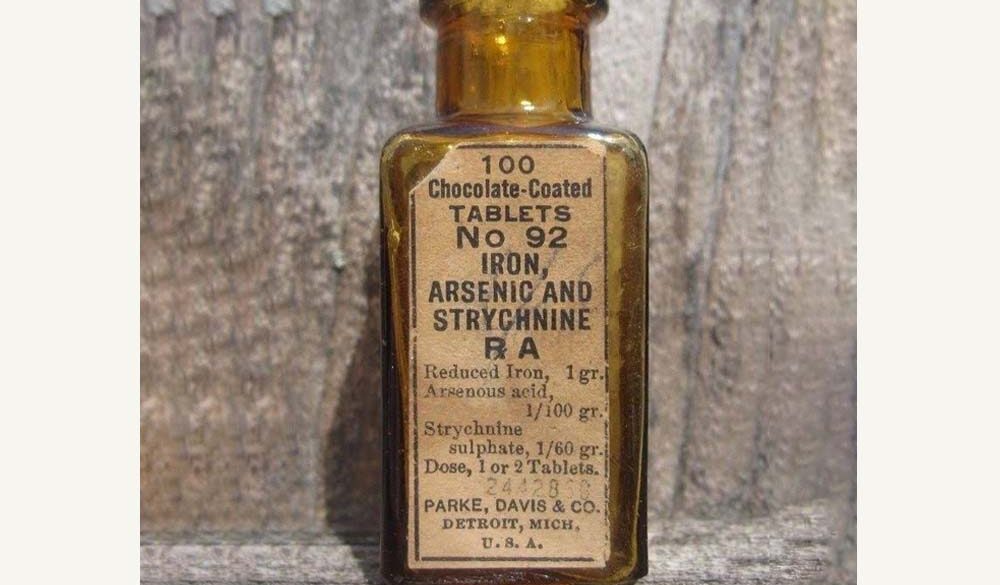 100
Chocolate-Coated
TABLETS
No 92
IRON,
ARSENIC AND
STRYCHNINE
℞ A
Reduced Iron, 1 gr.
Arsenous acid,
1/100 gr.
Strychnine
sulphate, 1/60 gr.
Dose, 1 or 2 Tablets.
PARKE, DAVIS & CO.
DETROIT, MICH,
U. S. A.